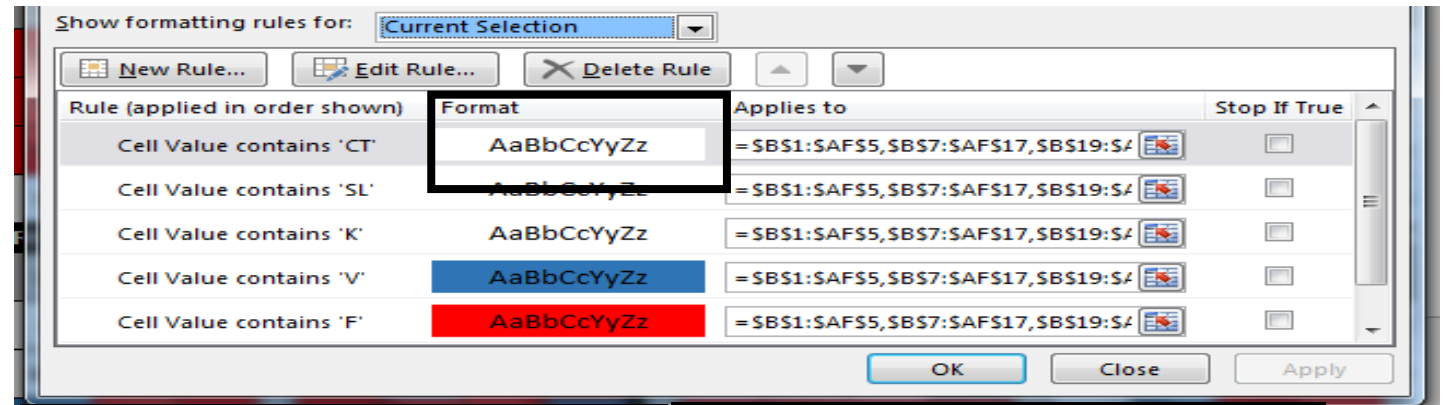 Show formatting rules for: Current Selection
New Rule... Edit Rule... Delete Rule
Rule (applied in order shown) Format Applies to Stop If True
Cell Value contains 'CT' AaBbCcYyZz =$B$1:$AF$5,$B$7:$AF$17,$B$19:$A
Cell Value contains 'SL' AaBbCcYyZz =$B$1:$AF$5,$B$7:$AF$17,$B$19:$A
Cell Value contains 'K' AaBbCcYyZz =$B$1:$AF$5,$B$7:$AF$17,$B$19:$A
Cell Value contains 'V' AaBbCcYyZz =$B$1:$AF$5,$B$7:$AF$17,$B$19:$A
Cell Value contains 'F' AaBbCcYyZz =$B$1:$AF$5,$B$7:$AF$17,$B$19:$A
OK Close Apply